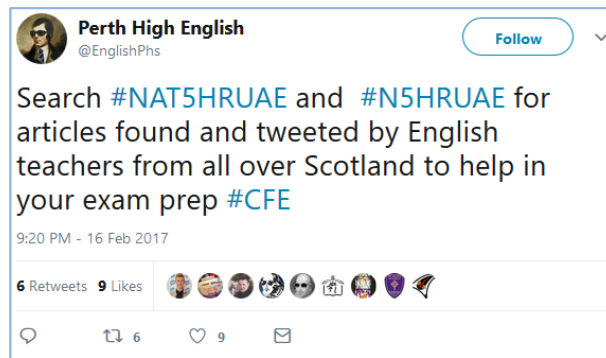 Perth High English
@EnglishPhs
Follow
Search #NAT5HRUAE and #N5HRUAE for
articles found and tweeted by English
teachers from all over Scotland to help in
your exam prep #CFE
9:20 PM - 16 Feb 2017
6 Retweets 9 Likes
6 9